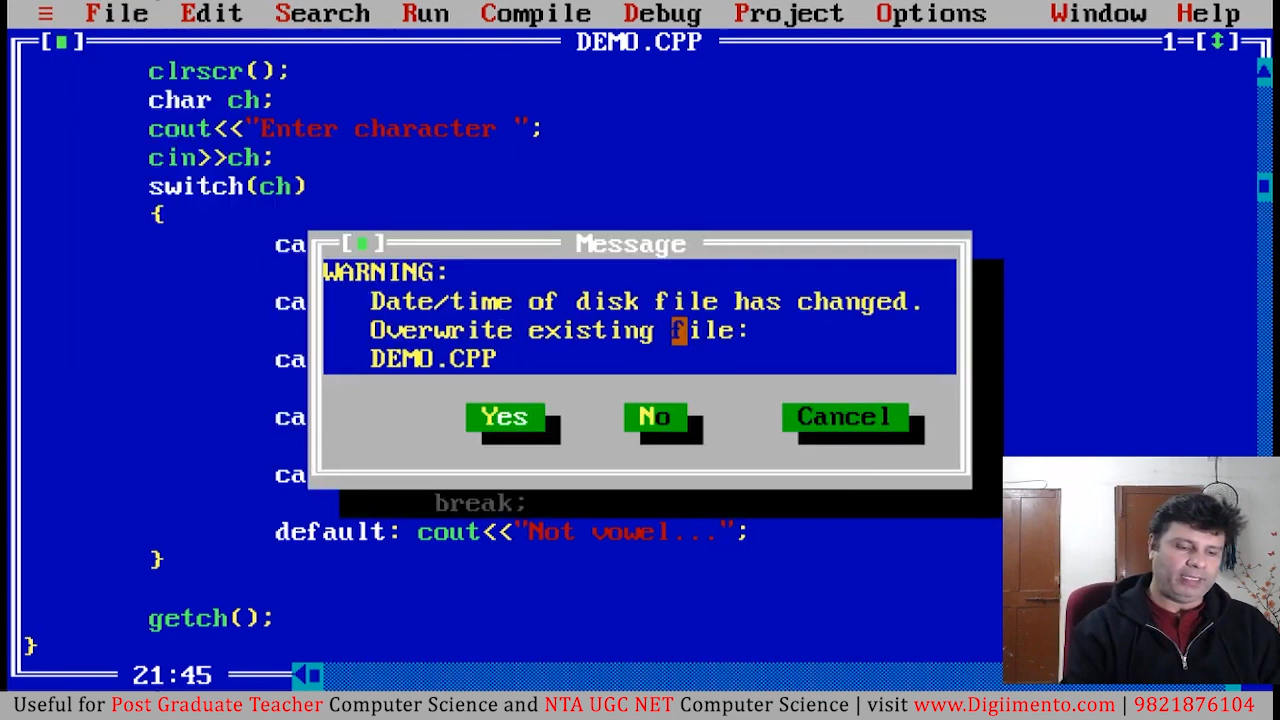 ≡ File Edit Search Run Compile Debug Project Options Window Help
[■] DEMO.CPP 1=[↕]
clrscr();
char ch;
cout<<"Enter character ";
cin>>ch;
switch(ch)
{
ca
[■] Message
WARNING:
ca
Date/time of disk file has changed.
Overwrite existing file:
ca
DEMO.CPP
ca
Yes No Cancel
ca
break;
default: cout<<"Not vowel...";
}
getch();
}
21:45
Useful for Post Graduate Teacher Computer Science and NTA UGC NET Computer Science | visit www.Digiimento.com | 9821876104